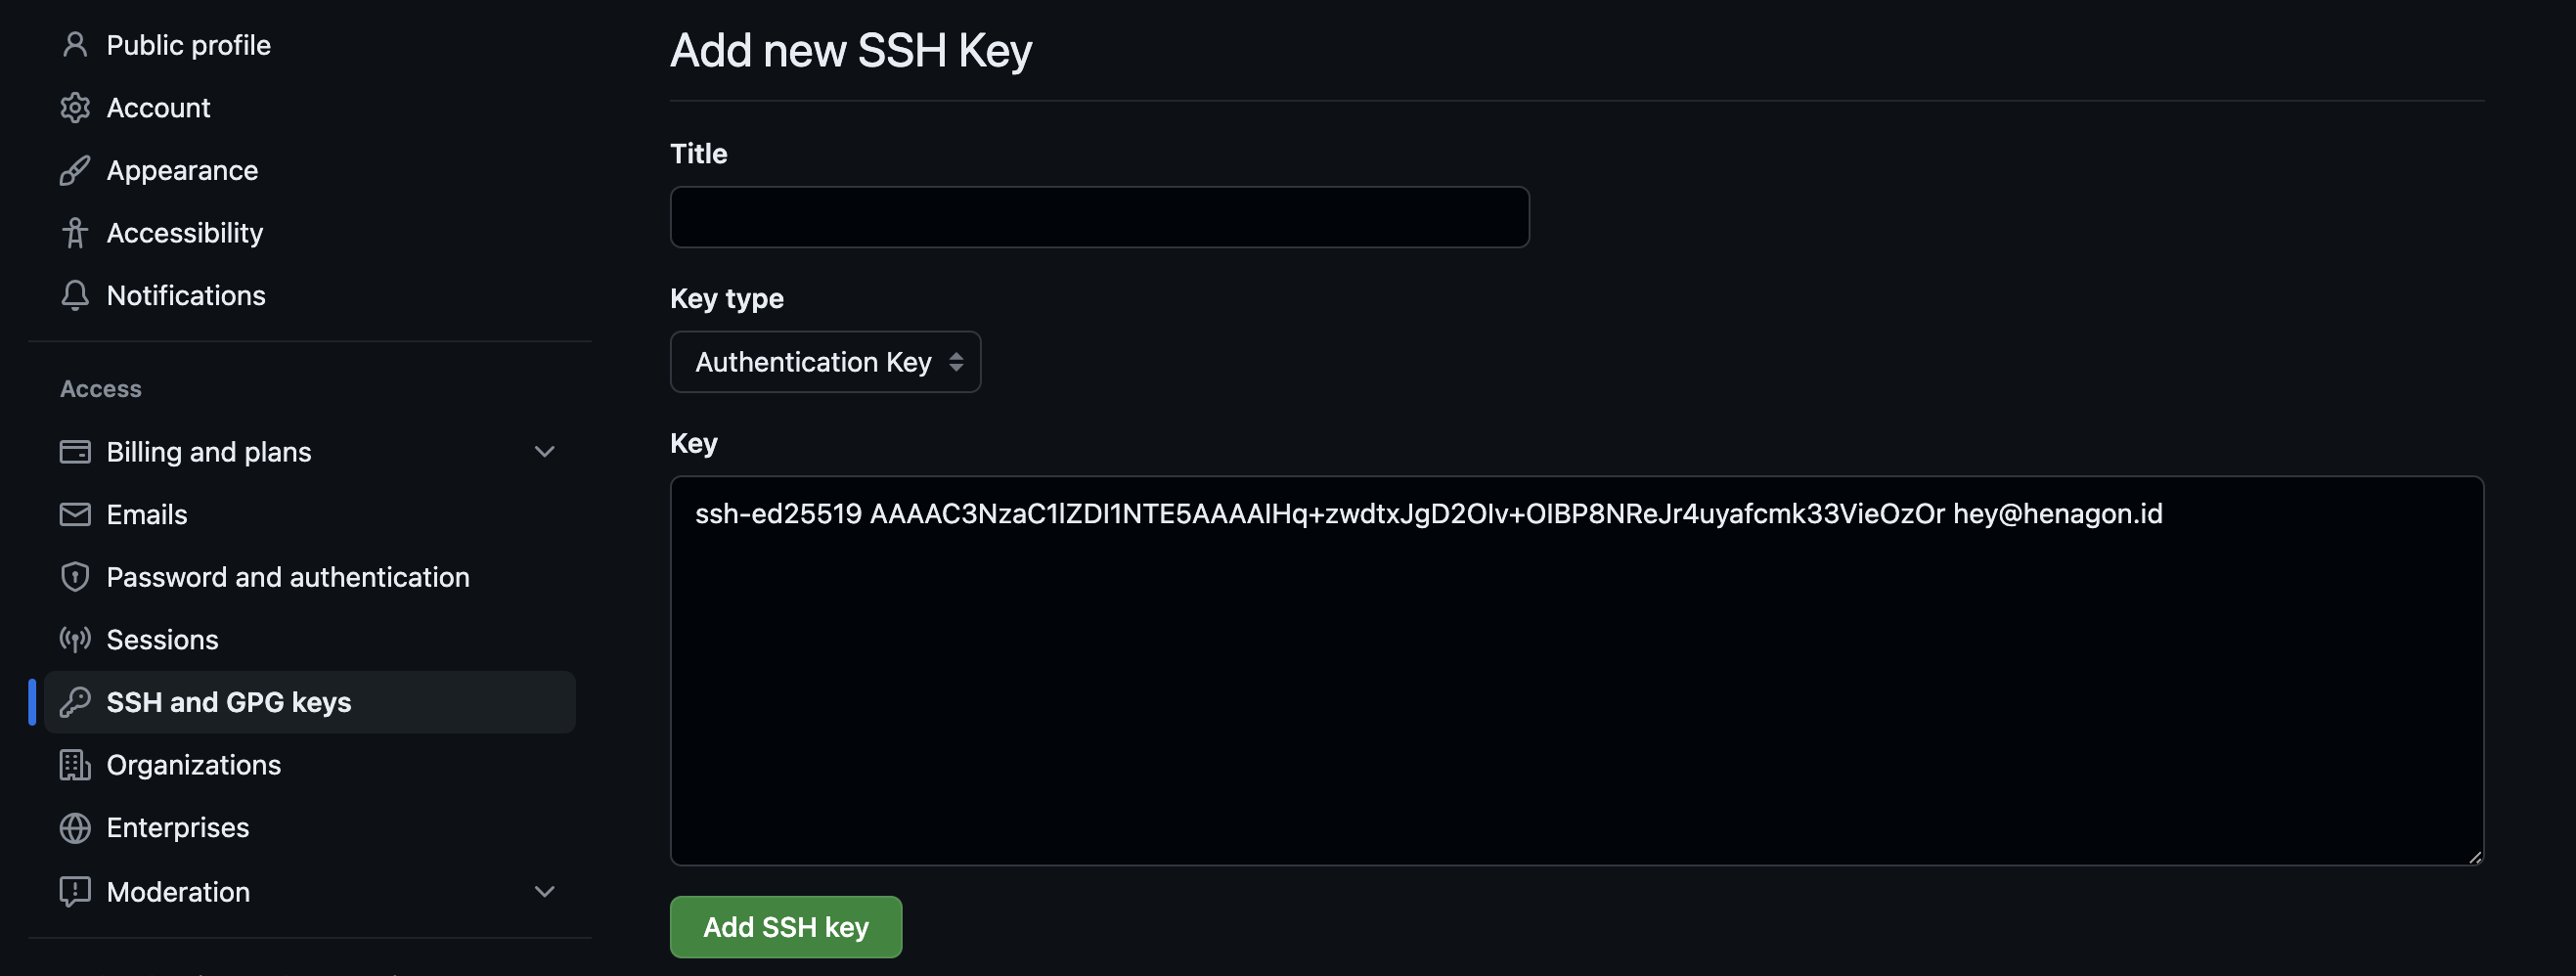 Public profile
Account
Appearance
Accessibility
Notifications
Access
Billing and plans
Emails
Password and authentication
Sessions
SSH and GPG keys
Organizations
Enterprises
Moderation
Add new SSH Key
Title
Key type
Authentication Key
Key
ssh-ed25519 AAAAC3NzaC1lZDI1NTE5AAAAIHq+zwdtxJgD2OIv+OIBP8NReJr4uyafcmk33VieOzOr hey@henagon.id
Add SSH key